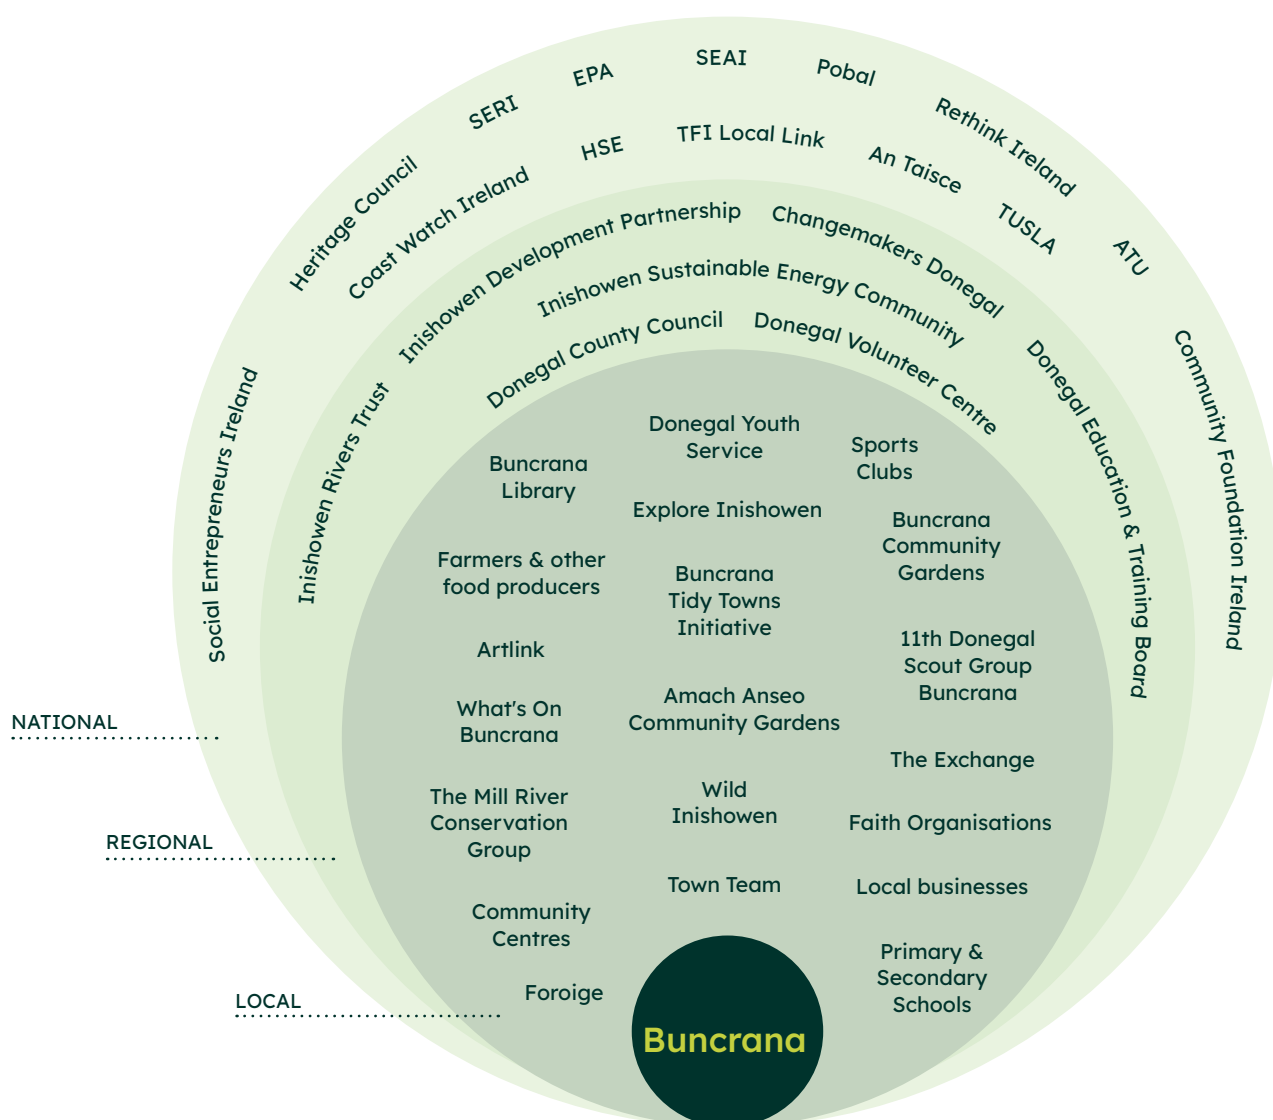 SEAI
Pobal
EPA
SERI
Rethink Ireland
Heritage Council
TFI Local Link
HSE
An Taisce
Coast Watch Ireland
TUSLA
ATU
Social Entrepreneurs Ireland
Community Foundation Ireland
Inishowen Development Partnership
Changemakers Donegal
Inishowen Sustainable Energy Community
Donegal County Council
Donegal Volunteer Centre
Inishowen Rivers Trust
Donegal Education & Training Board
Donegal Youth
Service
Sports
Clubs
Buncrana
Library
Explore Inishowen
Buncrana
Community
Gardens
Farmers & other
food producers
Buncrana
Tidy Towns
Initiative
Artlink
11th Donegal
Scout Group
Buncrana
Amach Anseo
Community Gardens
What's On
Buncrana
NATIONAL
The Exchange
Wild
Inishowen
The Mill River
Conservation
Group
Faith Organisations
REGIONAL
Town Team
Local businesses
Community
Centres
Primary &
Secondary
Schools
Foroige
LOCAL
Buncrana